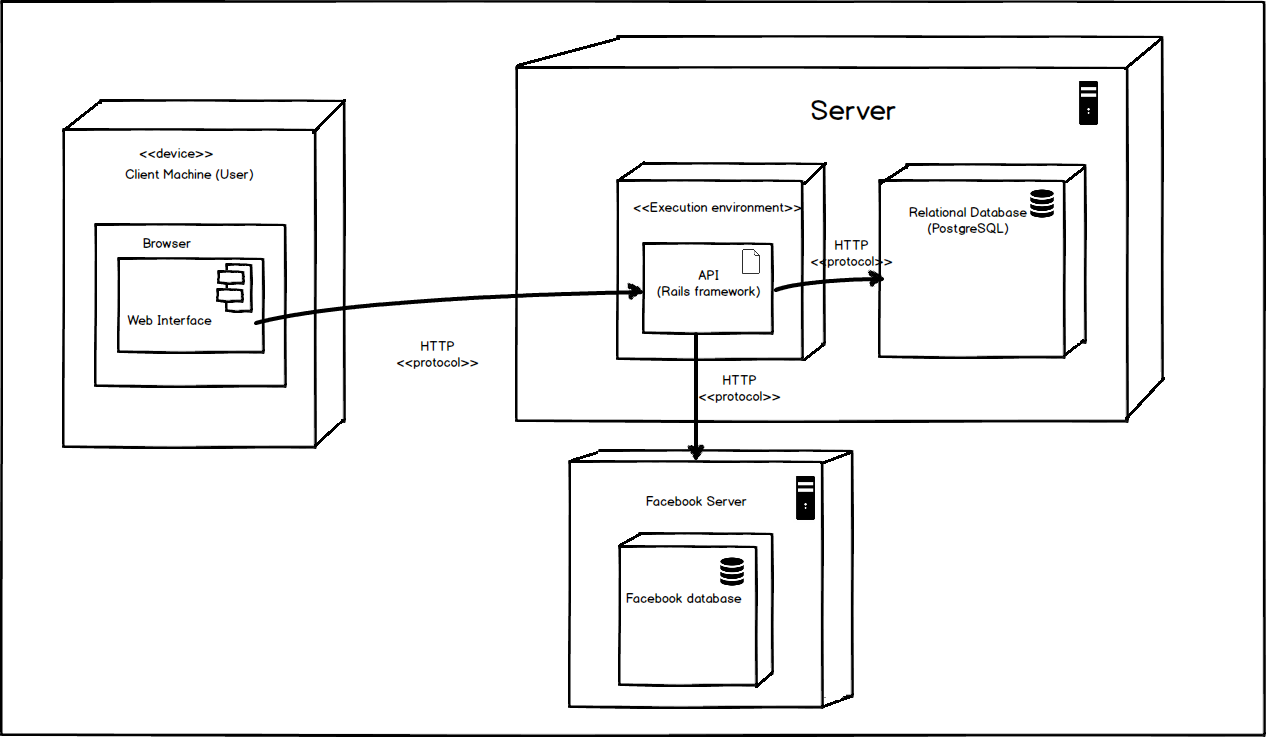 Server
<<device>>
Client Machine (User)
Browser
Web Interface
HTTP
<<protocol>>
<<Execution environment>>
API
(Rails framework)
HTTP
<<protocol>>
Relational Database
(PostgreSQL)
HTTP
<<protocol>>
Facebook Server
Facebook database